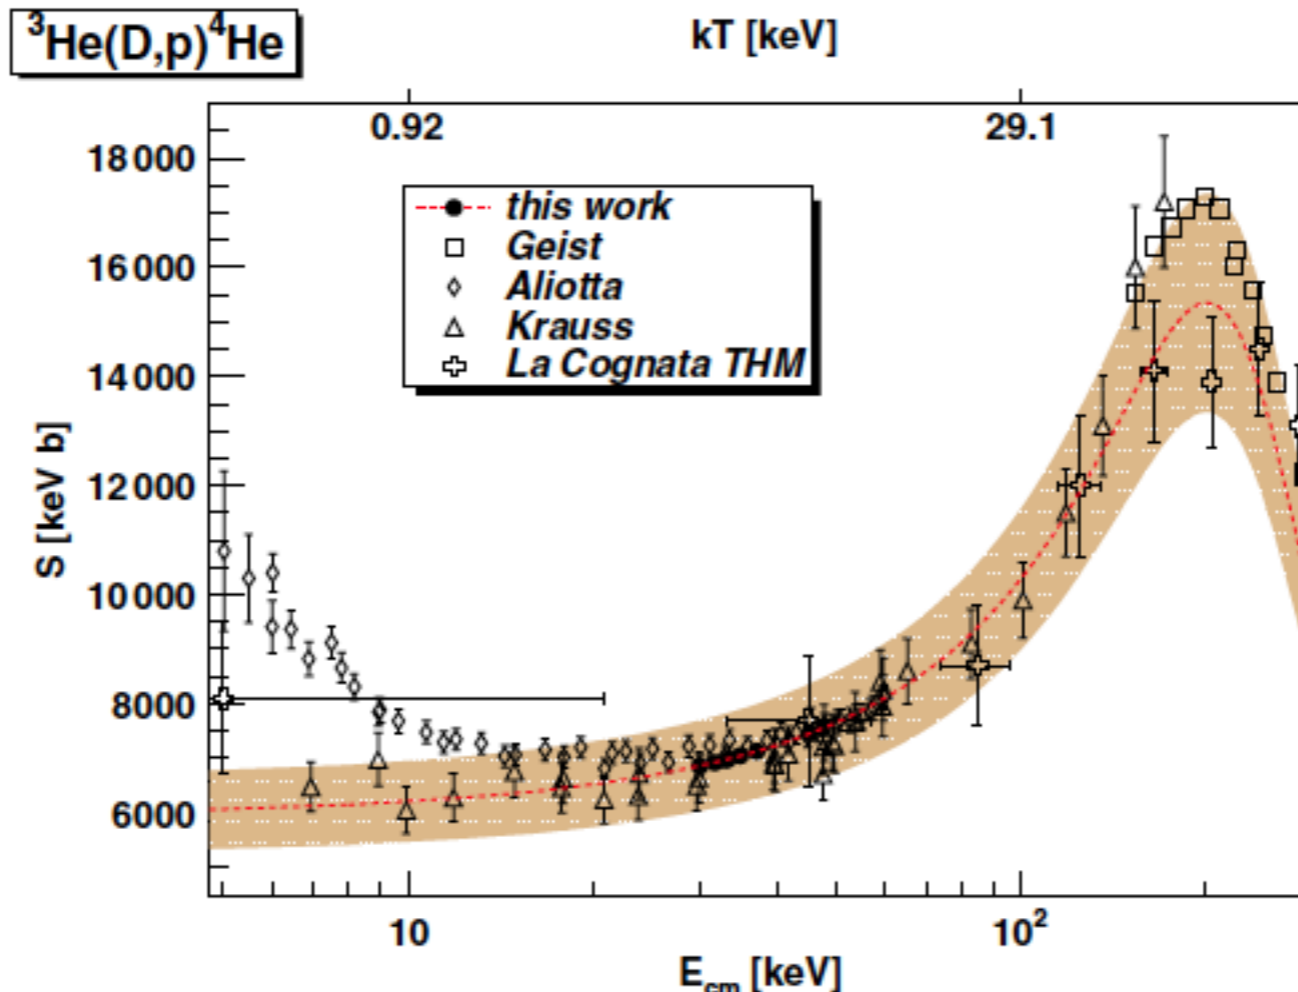 ³He(D,p)⁴He
kT [keV]
0.92 29.1
18000
16000
14000
12000
10000
8000
6000
S [keV b]
this work
Geist
Aliotta
Krauss
La Cognata THM
10 10²
E_cm [keV]